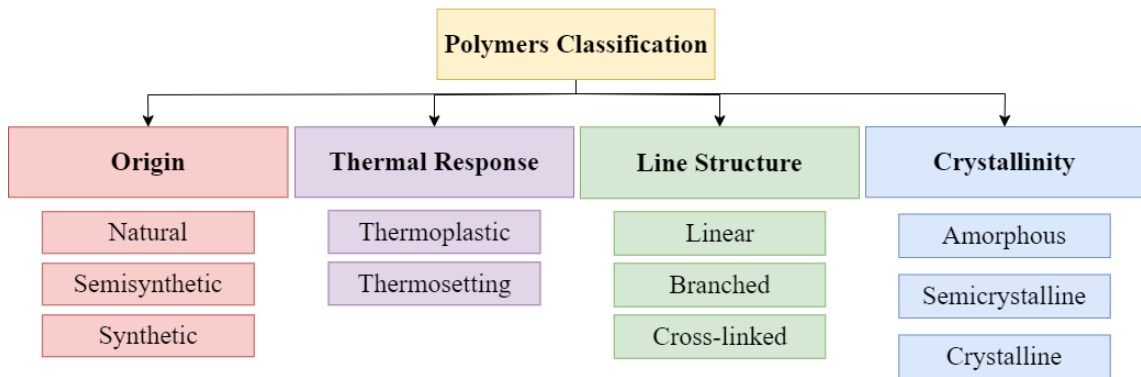 Polymers Classification
Origin
Thermal Response
Line Structure
Crystallinity
Natural
Semisynthetic
Synthetic
Thermoplastic
Thermosetting
Linear
Branched
Cross-linked
Amorphous
Semicrystalline
Crystalline